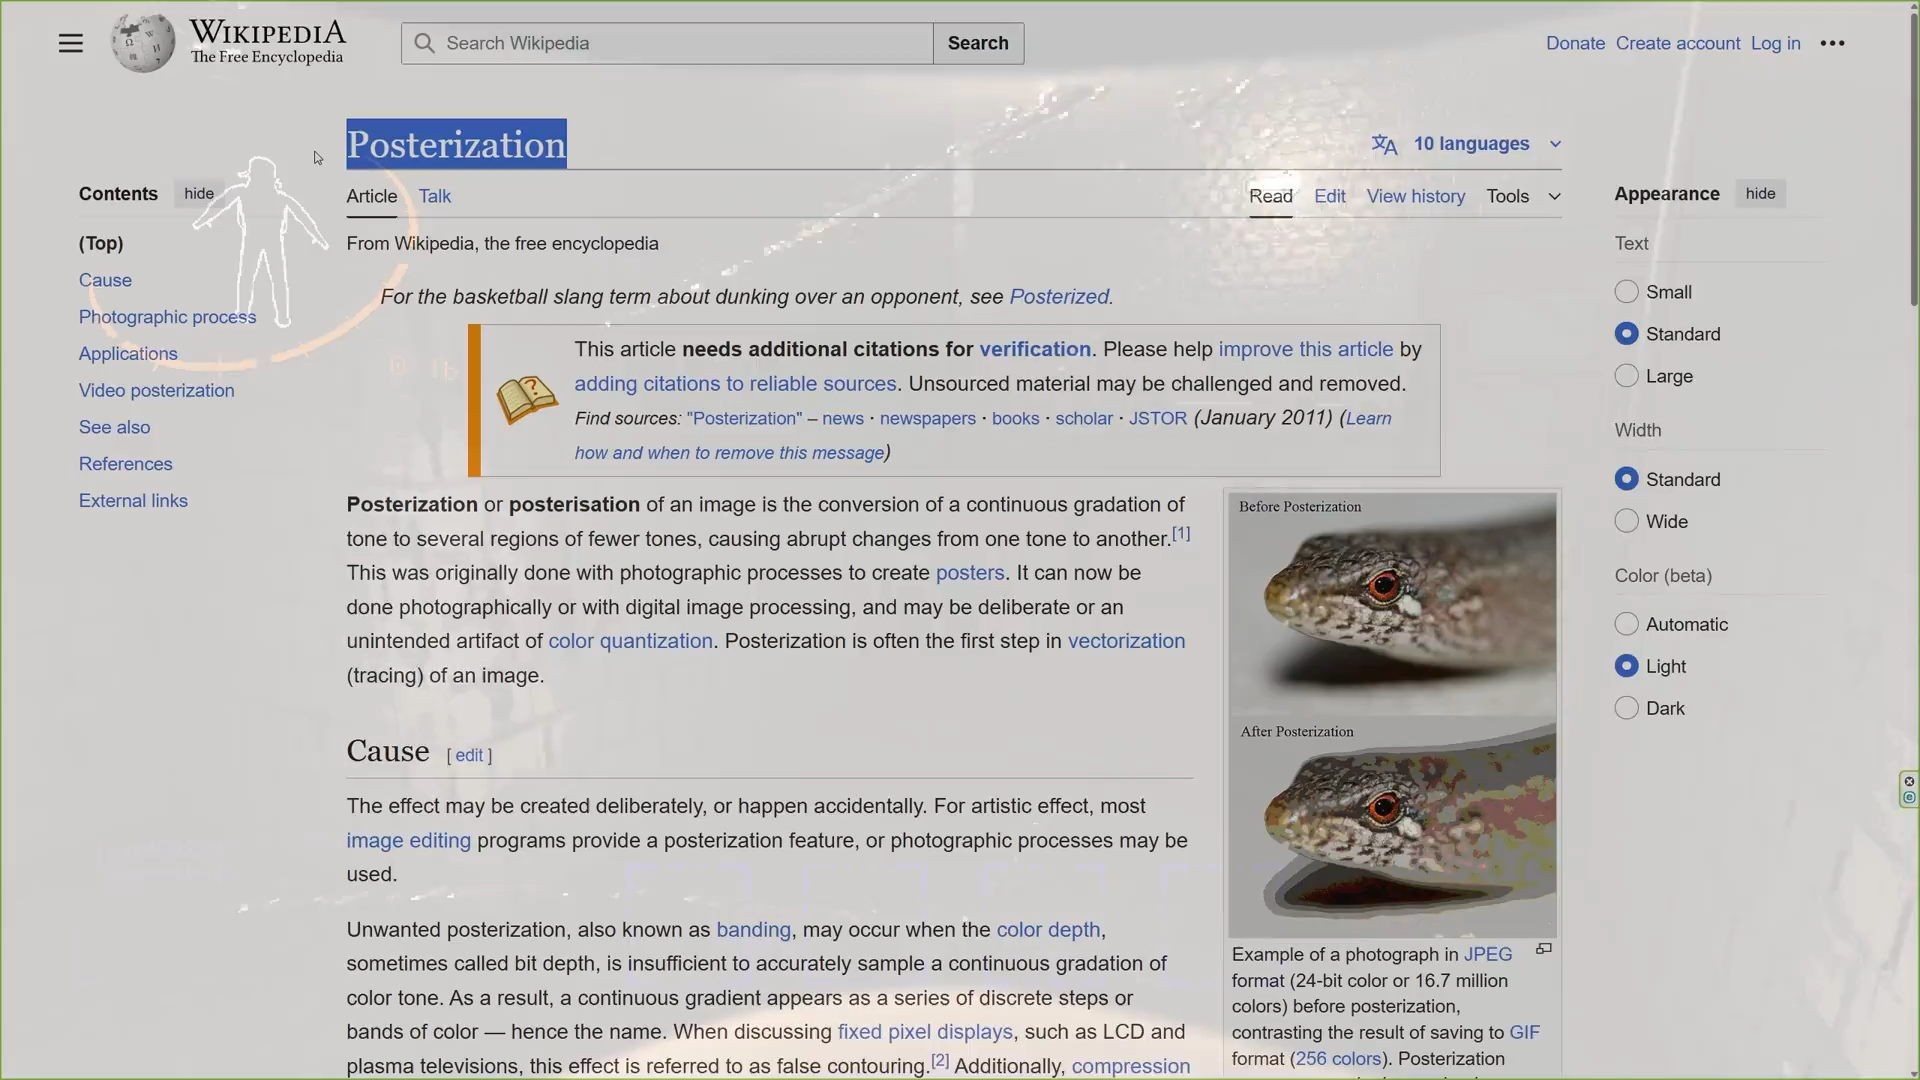 WIKIPEDIA
The Free Encyclopedia
Search Wikipedia
Search
Donate Create account Log in
Posterization
10 languages
Article Talk
Read Edit View history Tools
From Wikipedia, the free encyclopedia
Contents hide
(Top)
Cause
Photographic process
Applications
Video posterization
See also
References
External links
For the basketball slang term about dunking over an opponent, see Posterized.
This article needs additional citations for verification. Please help improve this article by
adding citations to reliable sources. Unsourced material may be challenged and removed.
Find sources: "Posterization" – news · newspapers · books · scholar · JSTOR (January 2011) (Learn
how and when to remove this message)
Posterization or posterisation of an image is the conversion of a continuous gradation of
tone to several regions of fewer tones, causing abrupt changes from one tone to another.[1]
This was originally done with photographic processes to create posters. It can now be
done photographically or with digital image processing, and may be deliberate or an
unintended artifact of color quantization. Posterization is often the first step in vectorization
(tracing) of an image.
Cause [ edit ]
The effect may be created deliberately, or happen accidentally. For artistic effect, most
image editing programs provide a posterization feature, or photographic processes may be
used.
Unwanted posterization, also known as banding, may occur when the color depth,
sometimes called bit depth, is insufficient to accurately sample a continuous gradation of
color tone. As a result, a continuous gradient appears as a series of discrete steps or
bands of color — hence the name. When discussing fixed pixel displays, such as LCD and
plasma televisions, this effect is referred to as false contouring.[2] Additionally, compression
Before Posterization
After Posterization
Example of a photograph in JPEG
format (24-bit color or 16.7 million
colors) before posterization,
contrasting the result of saving to GIF
format (256 colors). Posterization
Appearance hide
Text
Small
Standard
Large
Width
Standard
Wide
Color (beta)
Automatic
Light
Dark